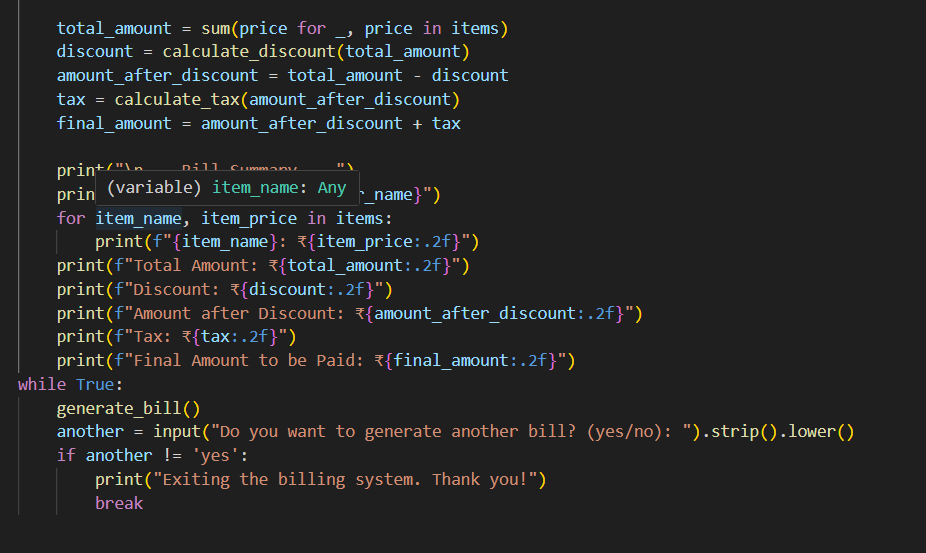 total_amount = sum(price for _, price in items)
discount = calculate_discount(total_amount)
amount_after_discount = total_amount - discount
tax = calculate_tax(amount_after_discount)
final_amount = amount_after_discount + tax
print("\n Bill Summary ")
(variable) item_name: Any
prin r_name}")
for item_name, item_price in items:
print(f"{item_name}: ₹{item_price:.2f}")
print(f"Total Amount: ₹{total_amount:.2f}")
print(f"Discount: ₹{discount:.2f}")
print(f"Amount after Discount: ₹{amount_after_discount:.2f}")
print(f"Tax: ₹{tax:.2f}")
print(f"Final Amount to be Paid: ₹{final_amount:.2f}")
while True:
generate_bill()
another = input("Do you want to generate another bill? (yes/no): ").strip().lower()
if another != 'yes':
print("Exiting the billing system. Thank you!")
break